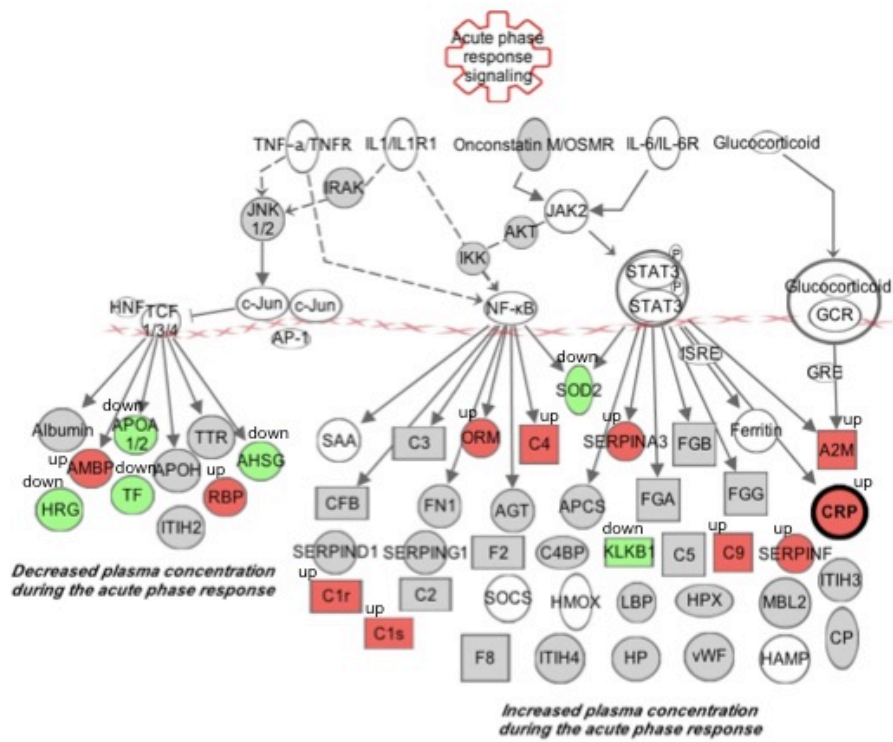 Acute phase
response
signaling
TNF-a/TNFR
IL1/IL1R1
Onconstatin M/OSMR
IL-6/IL-6R
Glucocorticoid
IRAK
JNK
1/2
AKT
JAK2
IKK
STAT3
P
STAT3
P
Glucocorticoid
GCR
HNF
TCF
1/3/4
c-Jun
c-Jun
NF-κB
AP-1
ISRE
GRE
down
SOD2
Albumin
down
APOA
1/2
TTR
down
AHSG
up
AMBP
APOH
down
HRG
down
TF
up
RBP
ITIH2
SAA
C3
up
ORM
up
C4
up
SERPINA3
FGB
Ferritin
up
A2M
CFB
FN1
AGT
APCS
FGA
FGG
up
CRP
SERPIND1
SERPING1
F2
C4BP
down
KLKB1
C5
up
C9
up
SERPINF
ITIH3
up
C1r
C2
SOCS
HMOX
LBP
HPX
MBL2
up
C1s
CP
F8
ITIH4
HP
vWF
HAMP
Decreased plasma concentration
during the acute phase response
Increased plasma concentration
during the acute phase response